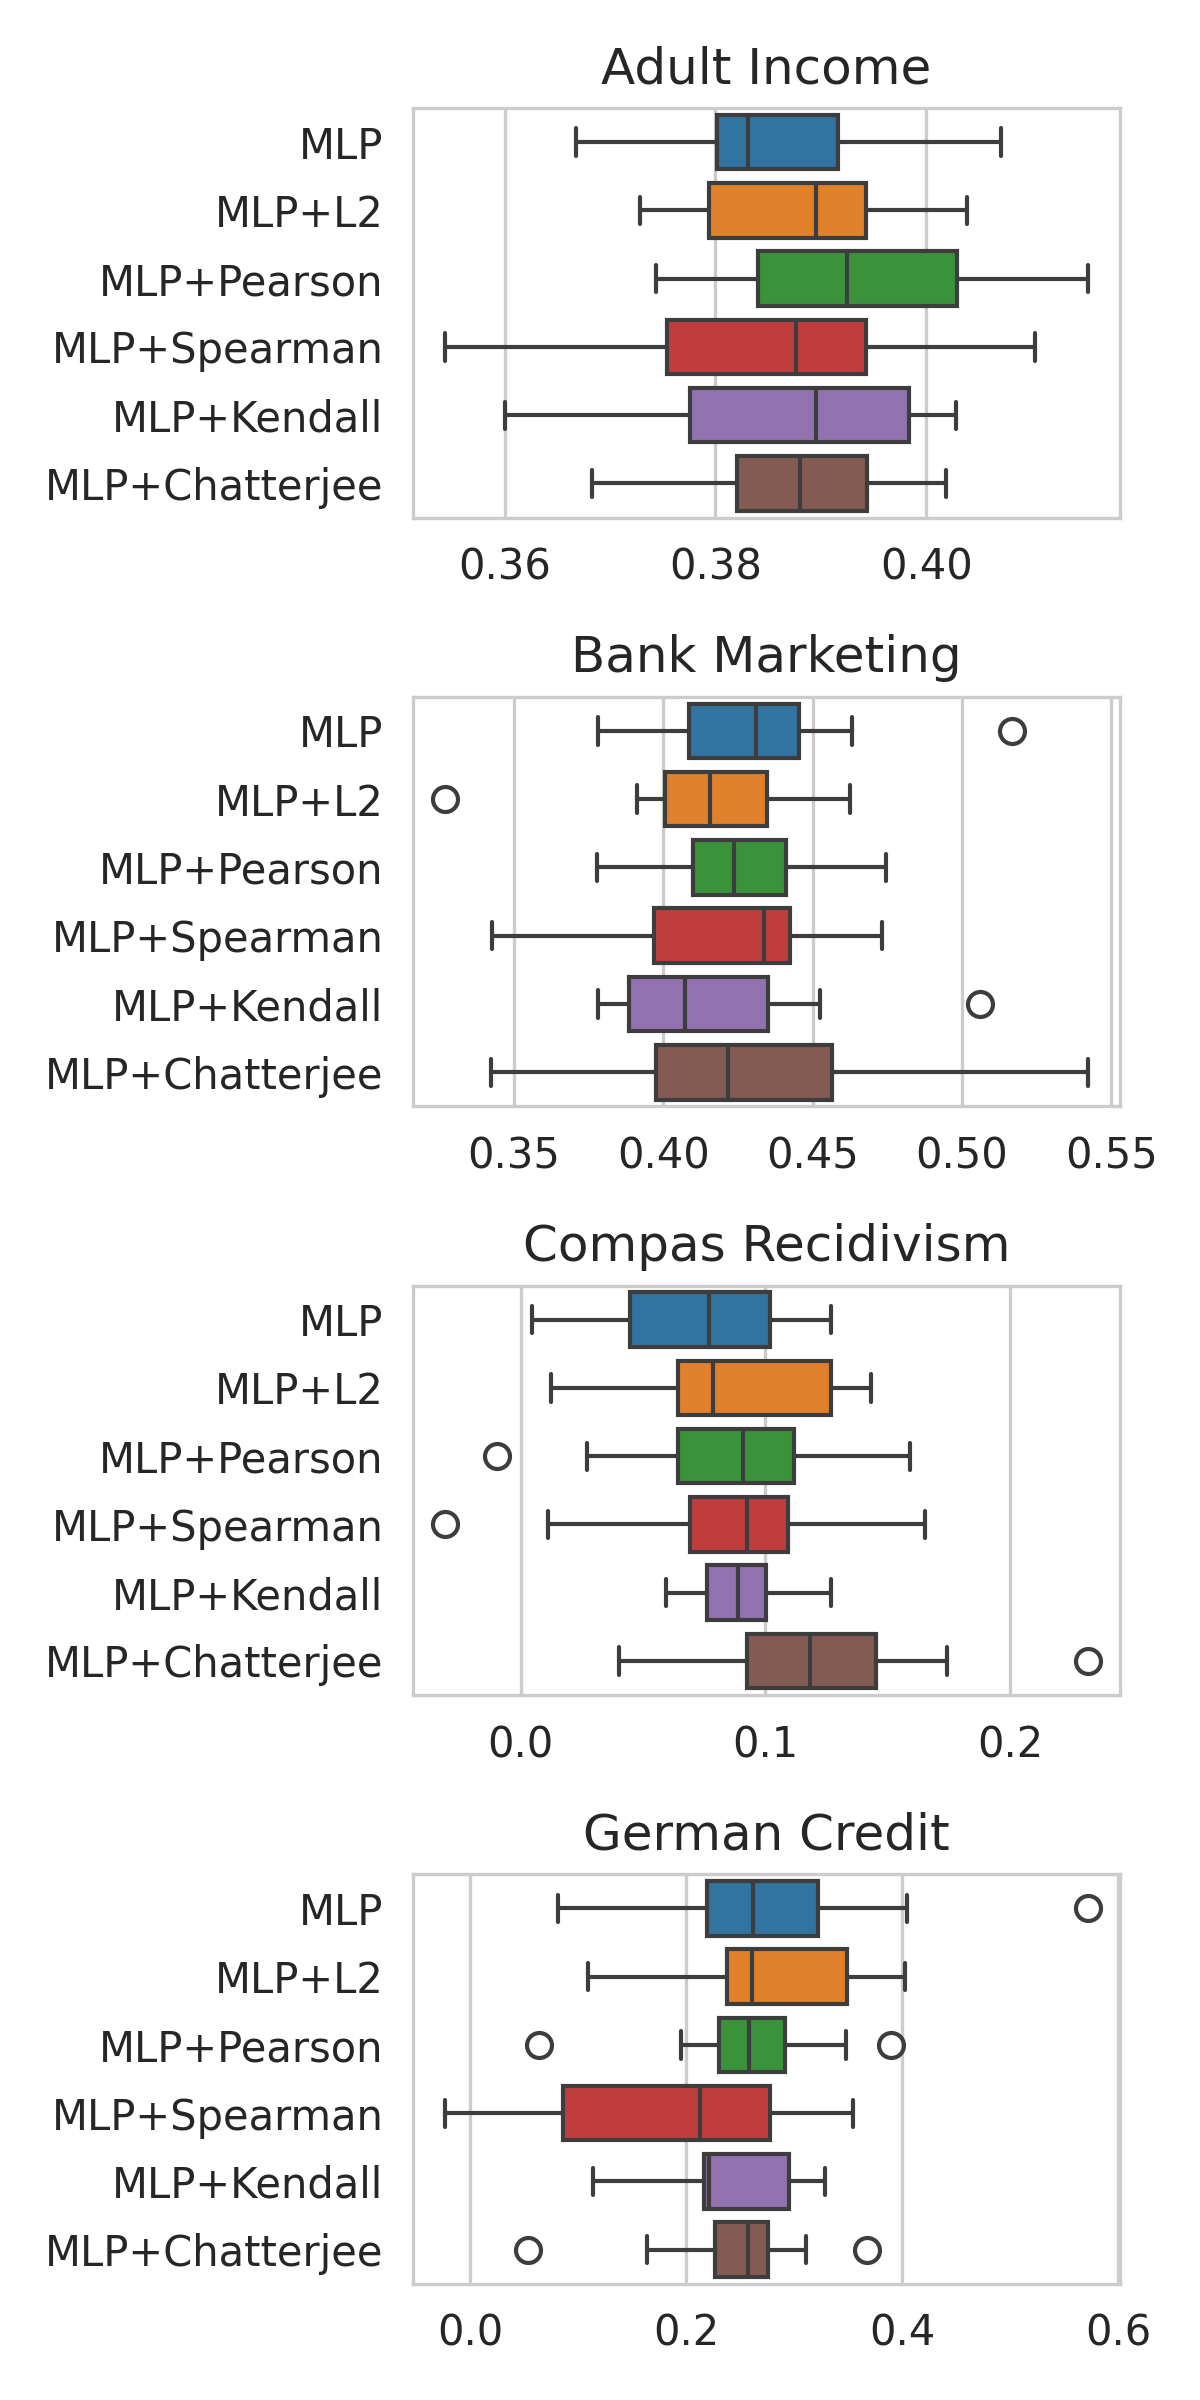 Adult Income
MLP
MLP+L2
MLP+Pearson
MLP+Spearman
MLP+Kendall
MLP+Chatterjee
0.36 0.38 0.40
Bank Marketing
MLP
MLP+L2
MLP+Pearson
MLP+Spearman
MLP+Kendall
MLP+Chatterjee
0.35 0.40 0.45 0.50 0.55
Compas Recidivism
MLP
MLP+L2
MLP+Pearson
MLP+Spearman
MLP+Kendall
MLP+Chatterjee
0.0 0.1 0.2
German Credit
MLP
MLP+L2
MLP+Pearson
MLP+Spearman
MLP+Kendall
MLP+Chatterjee
0.0 0.2 0.4 0.6